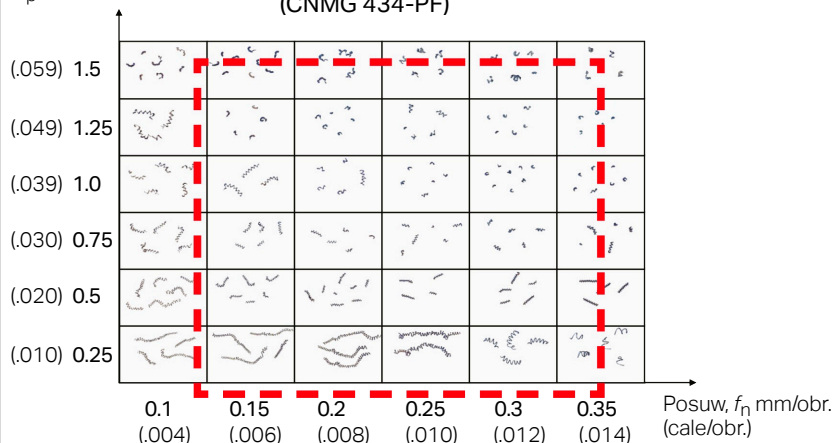 (CNMG 434-PF)
(.059) 1.5
(.049) 1.25
(.039) 1.0
(.030) 0.75
(.020) 0.5
(.010) 0.25
0.1 0.15 0.2 0.25 0.3 0.35
(.004) (.006) (.008) (.010) (.012) (.014)
Posuw, fn mm/obr.
(cale/obr.)